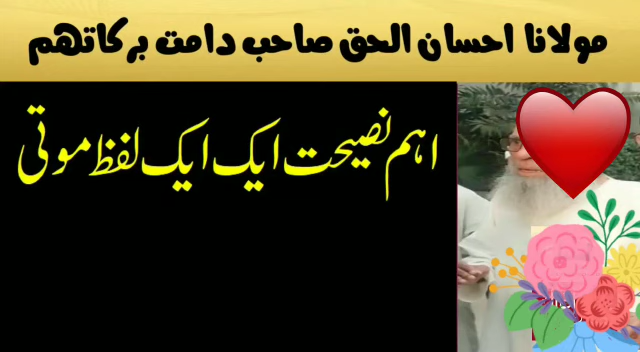 مولانا احسان الحق صاحب دامت برکاتھم
اہم نصیحت ایک ایک لفظ موتی